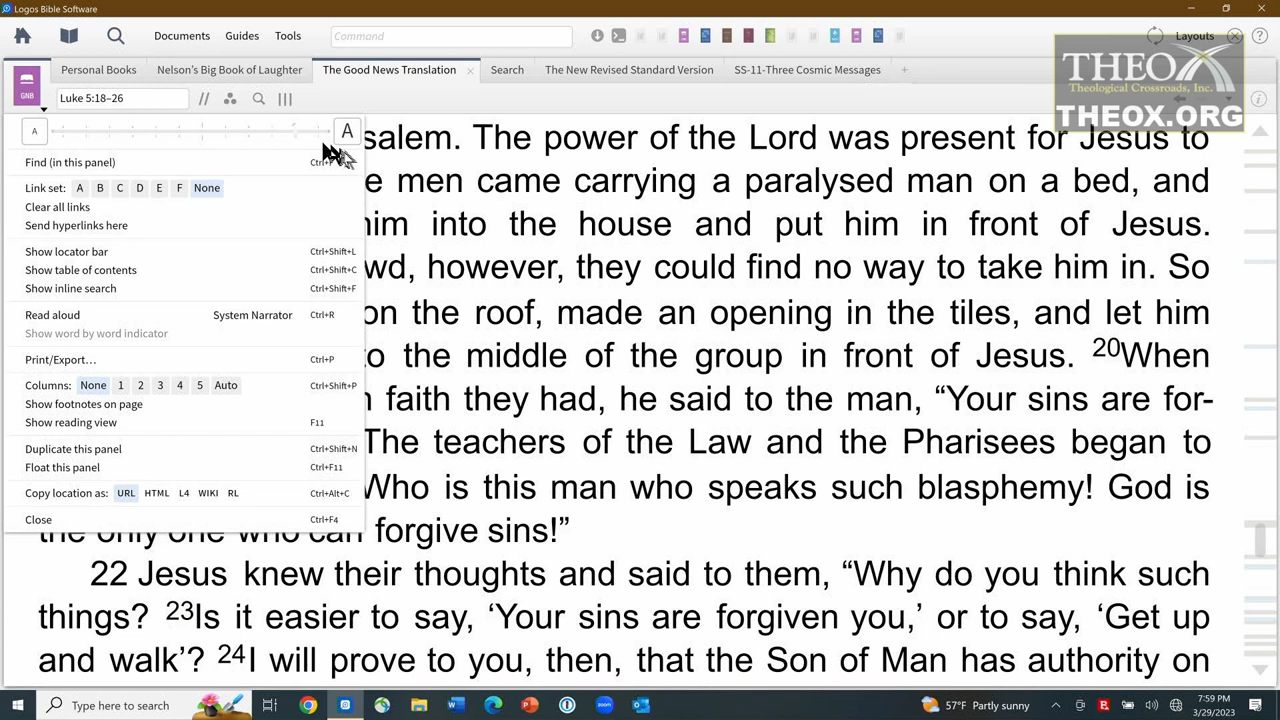 Logos Bible Software
Documents Guides Tools Command Layouts
THEOX
Theological Crossroads, Inc.
THEOX.ORG
Personal Books Nelson's Big Book of Laughter The Good News Translation Search The New Revised Standard Version SS-11-Three Cosmic Messages
GNB Luke 5:18–26
A A
Find (in this panel)
Link set: A B C D E F None
Clear all links
Send hyperlinks here
Show locator bar Ctrl+Shift+L
Show table of contents Ctrl+Shift+C
Show inline search Ctrl+Shift+F
Read aloud System Narrator Ctrl+R
Show word by word indicator
Print/Export… Ctrl+P
Columns: None 1 2 3 4 5 Auto Ctrl+Shift+P
Show footnotes on page
Show reading view F11
Duplicate this panel Ctrl+Shift+N
Float this panel Ctrl+F11
Copy location as: URL HTML L4 WIKI RL Ctrl+Alt+C
Close Ctrl+F4
salem. The power of the Lord was present for Jesus to
e men came carrying a paralysed man on a bed, and
him into the house and put him in front of Jesus.
wd, however, they could find no way to take him in. So
on the roof, made an opening in the tiles, and let him
o the middle of the group in front of Jesus. 20When
faith they had, he said to the man, “Your sins are for-
The teachers of the Law and the Pharisees began to
Who is this man who speaks such blasphemy! God is
the only one who can forgive sins!”
22 Jesus knew their thoughts and said to them, “Why do you think such
things? 23Is it easier to say, ‘Your sins are forgiven you,’ or to say, ‘Get up
and walk’? 24I will prove to you, then, that the Son of Man has authority on
Type here to search 57°F Partly sunny 7:59 PM
3/29/2023